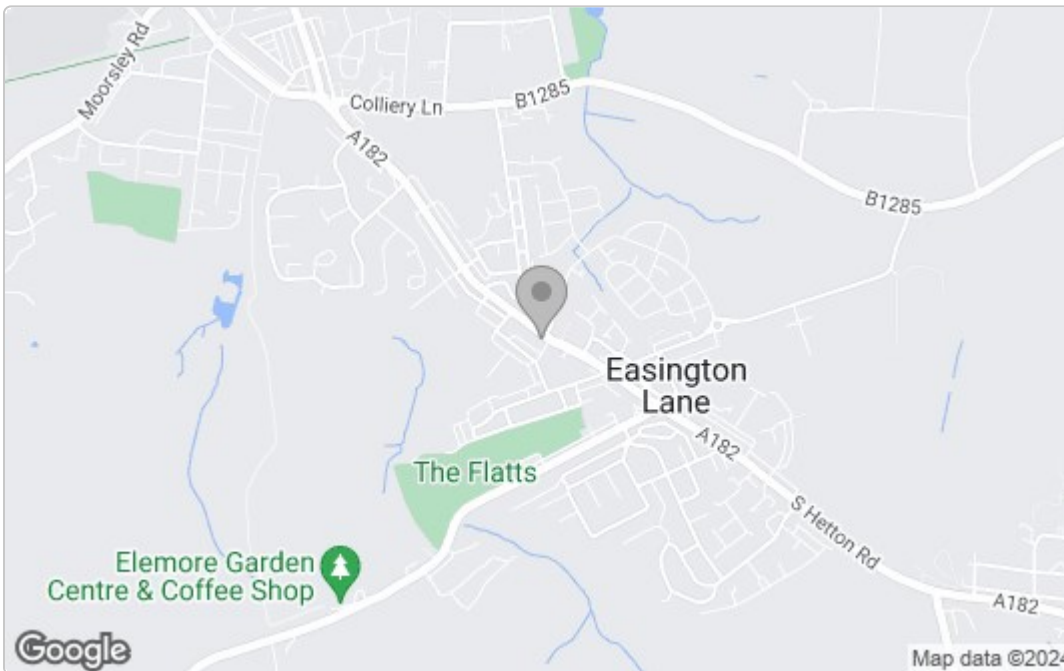 Moorsley Rd
Colliery Ln
B1285
A182
B1285
Easington
Lane
The Flatts
A182
S Hetton Rd
Elemore Garden
Centre & Coffee Shop
A182
Google
Map data ©2024